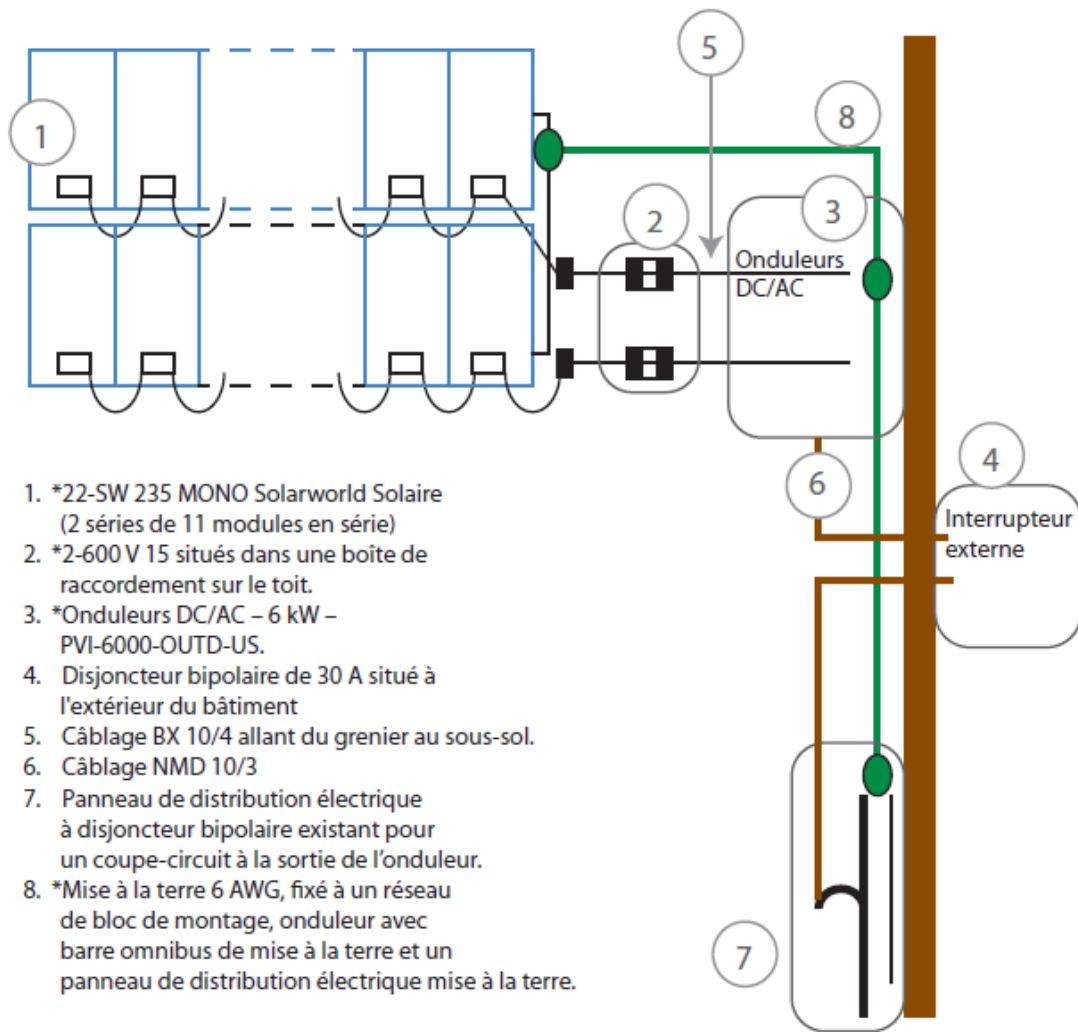 5
8
1
3
2
Onduleurs
DC/AC
4
6
Interrupteur
externe
1. *22-SW 235 MONO Solarworld Solaire
(2 séries de 11 modules en série)
2. *2-600 V 15 situés dans une boîte de
raccordement sur le toit.
3. *Onduleurs DC/AC – 6 kW –
PVI-6000-OUTD-US.
4. Disjoncteur bipolaire de 30 A situé à
l'extérieur du bâtiment
5. Câblage BX 10/4 allant du grenier au sous-sol.
6. Câblage NMD 10/3
7. Panneau de distribution électrique
à disjoncteur bipolaire existant pour
un coupe-circuit à la sortie de l’onduleur.
8. *Mise à la terre 6 AWG, fixé à un réseau
de bloc de montage, onduleur avec
barre omnibus de mise à la terre et un
panneau de distribution électrique mise à la terre.
7